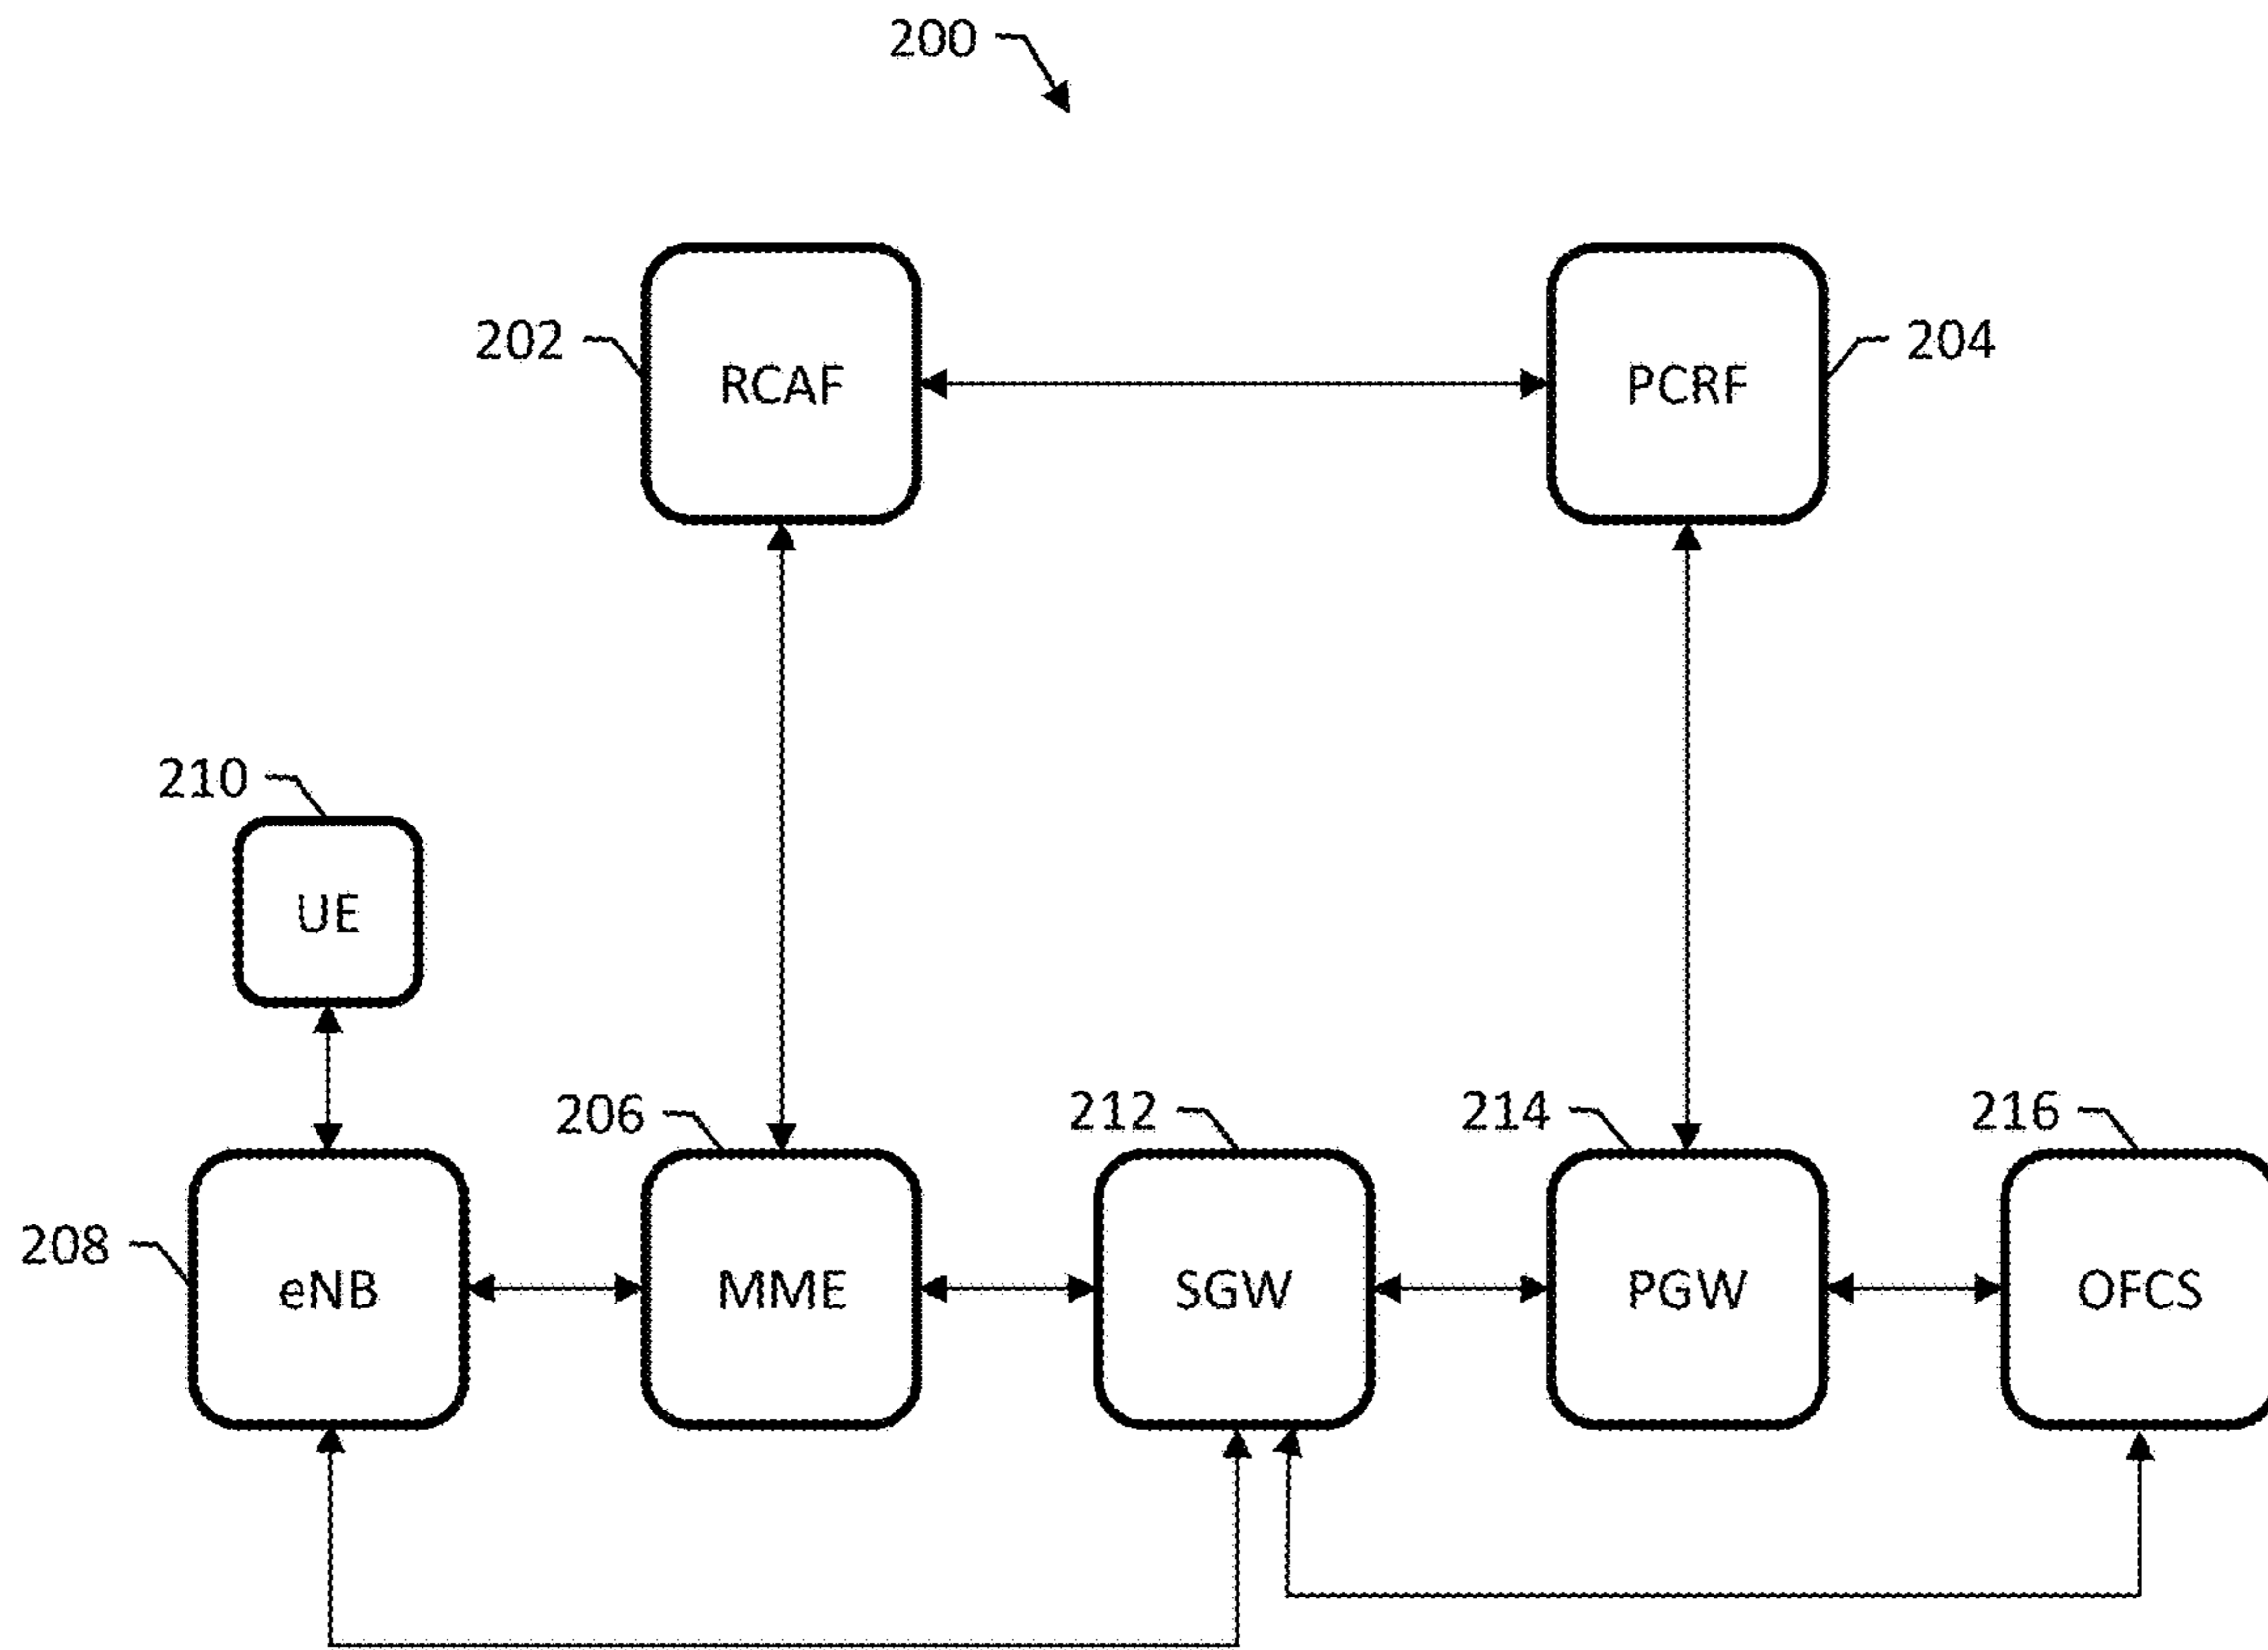 200
202
RCAF
PCRF
204
210
UE
206
212
214
216
208
eNB
MME
SGW
PGW
OFCS